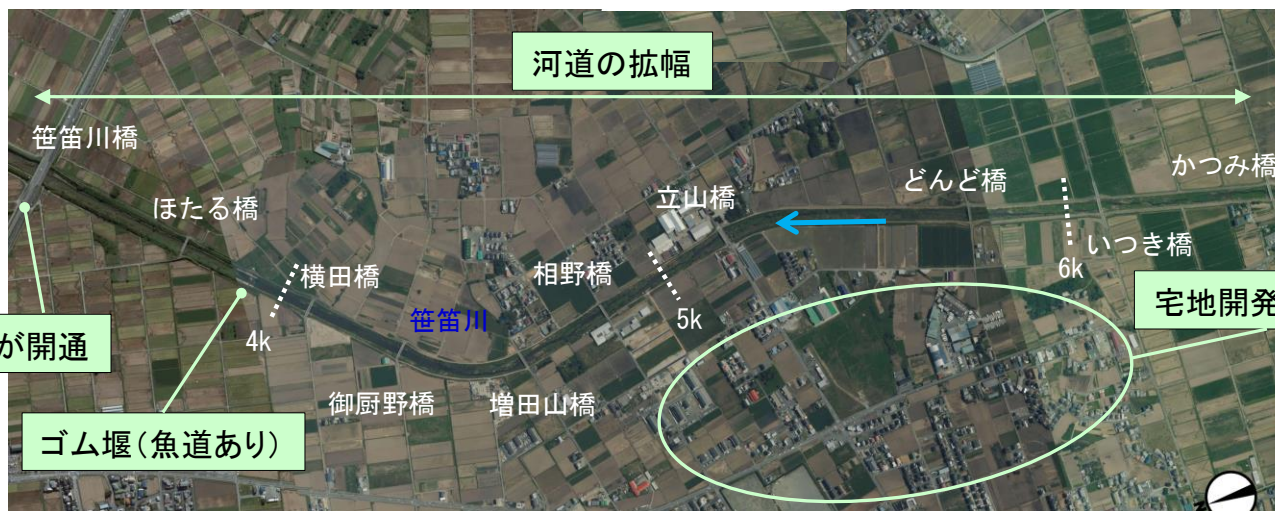 河道の拡幅
笹笛川橋
かつみ橋
どんど橋
立山橋
ほたる橋
いつき橋
相野橋
横田橋
6k
宅地開発
笹笛川
5k
4k
が開通
御厨野橋
増田山橋
ゴム堰(魚道あり)
N